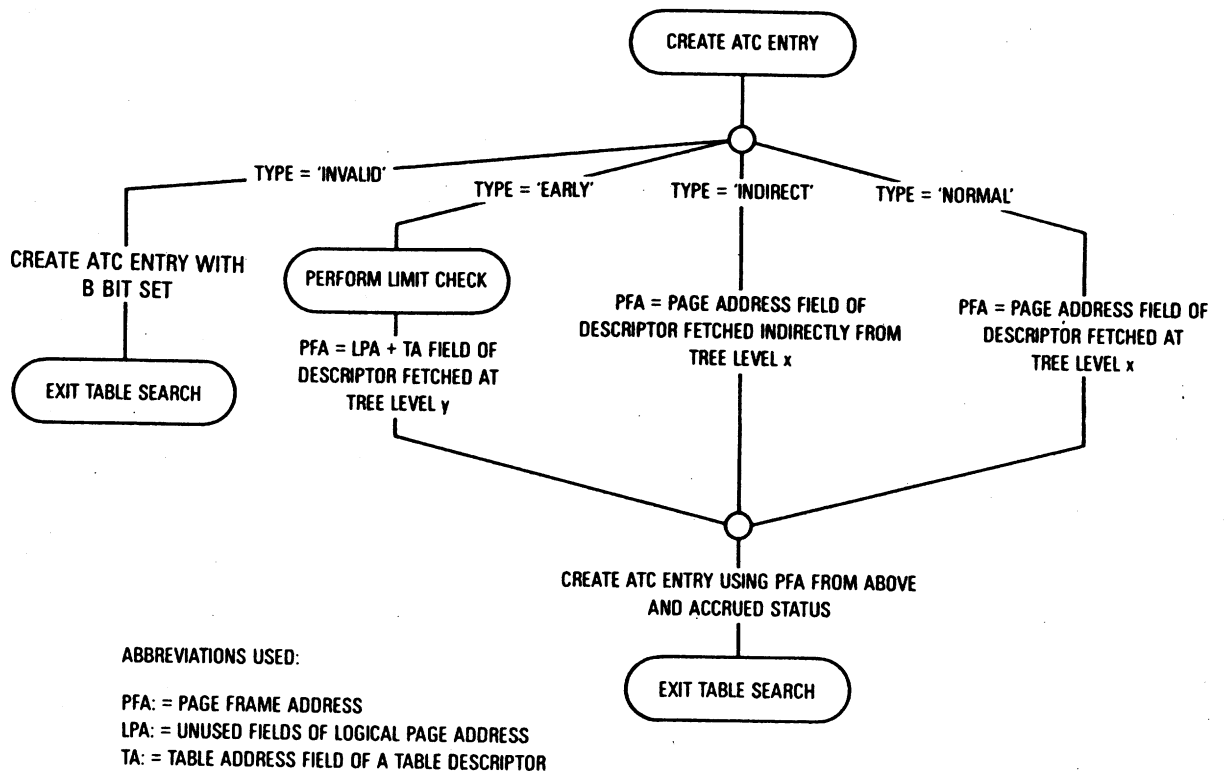 CREATE ATC ENTRY
TYPE = 'INVALID'
TYPE = 'EARLY'
TYPE = 'INDIRECT'
TYPE = 'NORMAL'
CREATE ATC ENTRY WITH
B BIT SET
EXIT TABLE SEARCH
PERFORM LIMIT CHECK
PFA = LPA + TA FIELD OF
DESCRIPTOR FETCHED AT
TREE LEVEL y
PFA = PAGE ADDRESS FIELD OF
DESCRIPTOR FETCHED INDIRECTLY FROM
TREE LEVEL x
PFA = PAGE ADDRESS FIELD OF
DESCRIPTOR FETCHED AT
TREE LEVEL x
CREATE ATC ENTRY USING PFA FROM ABOVE
AND ACCRUED STATUS
EXIT TABLE SEARCH
ABBREVIATIONS USED:
PFA: = PAGE FRAME ADDRESS
LPA: = UNUSED FIELDS OF LOGICAL PAGE ADDRESS
TA: = TABLE ADDRESS FIELD OF A TABLE DESCRIPTOR